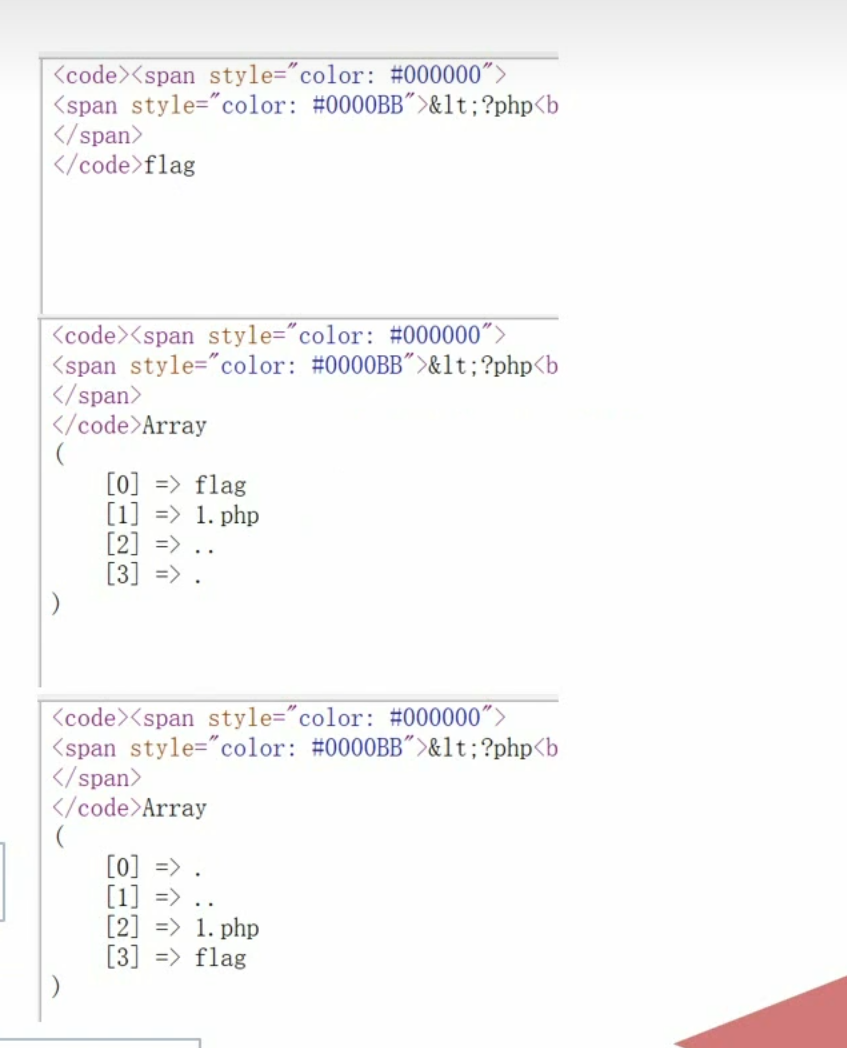 <code><span style="color: #000000">
<span style="color: #0000BB">&lt;?php<b
</span>
</code>flag
<code><span style="color: #000000">
<span style="color: #0000BB">&lt;?php<b
</span>
</code>Array
(
[0] => flag
[1] => 1.php
[2] => ..
[3] => .
)
<code><span style="color: #000000">
<span style="color: #0000BB">&lt;?php<b
</span>
</code>Array
(
[0] => .
[1] => ..
[2] => 1.php
[3] => flag
)